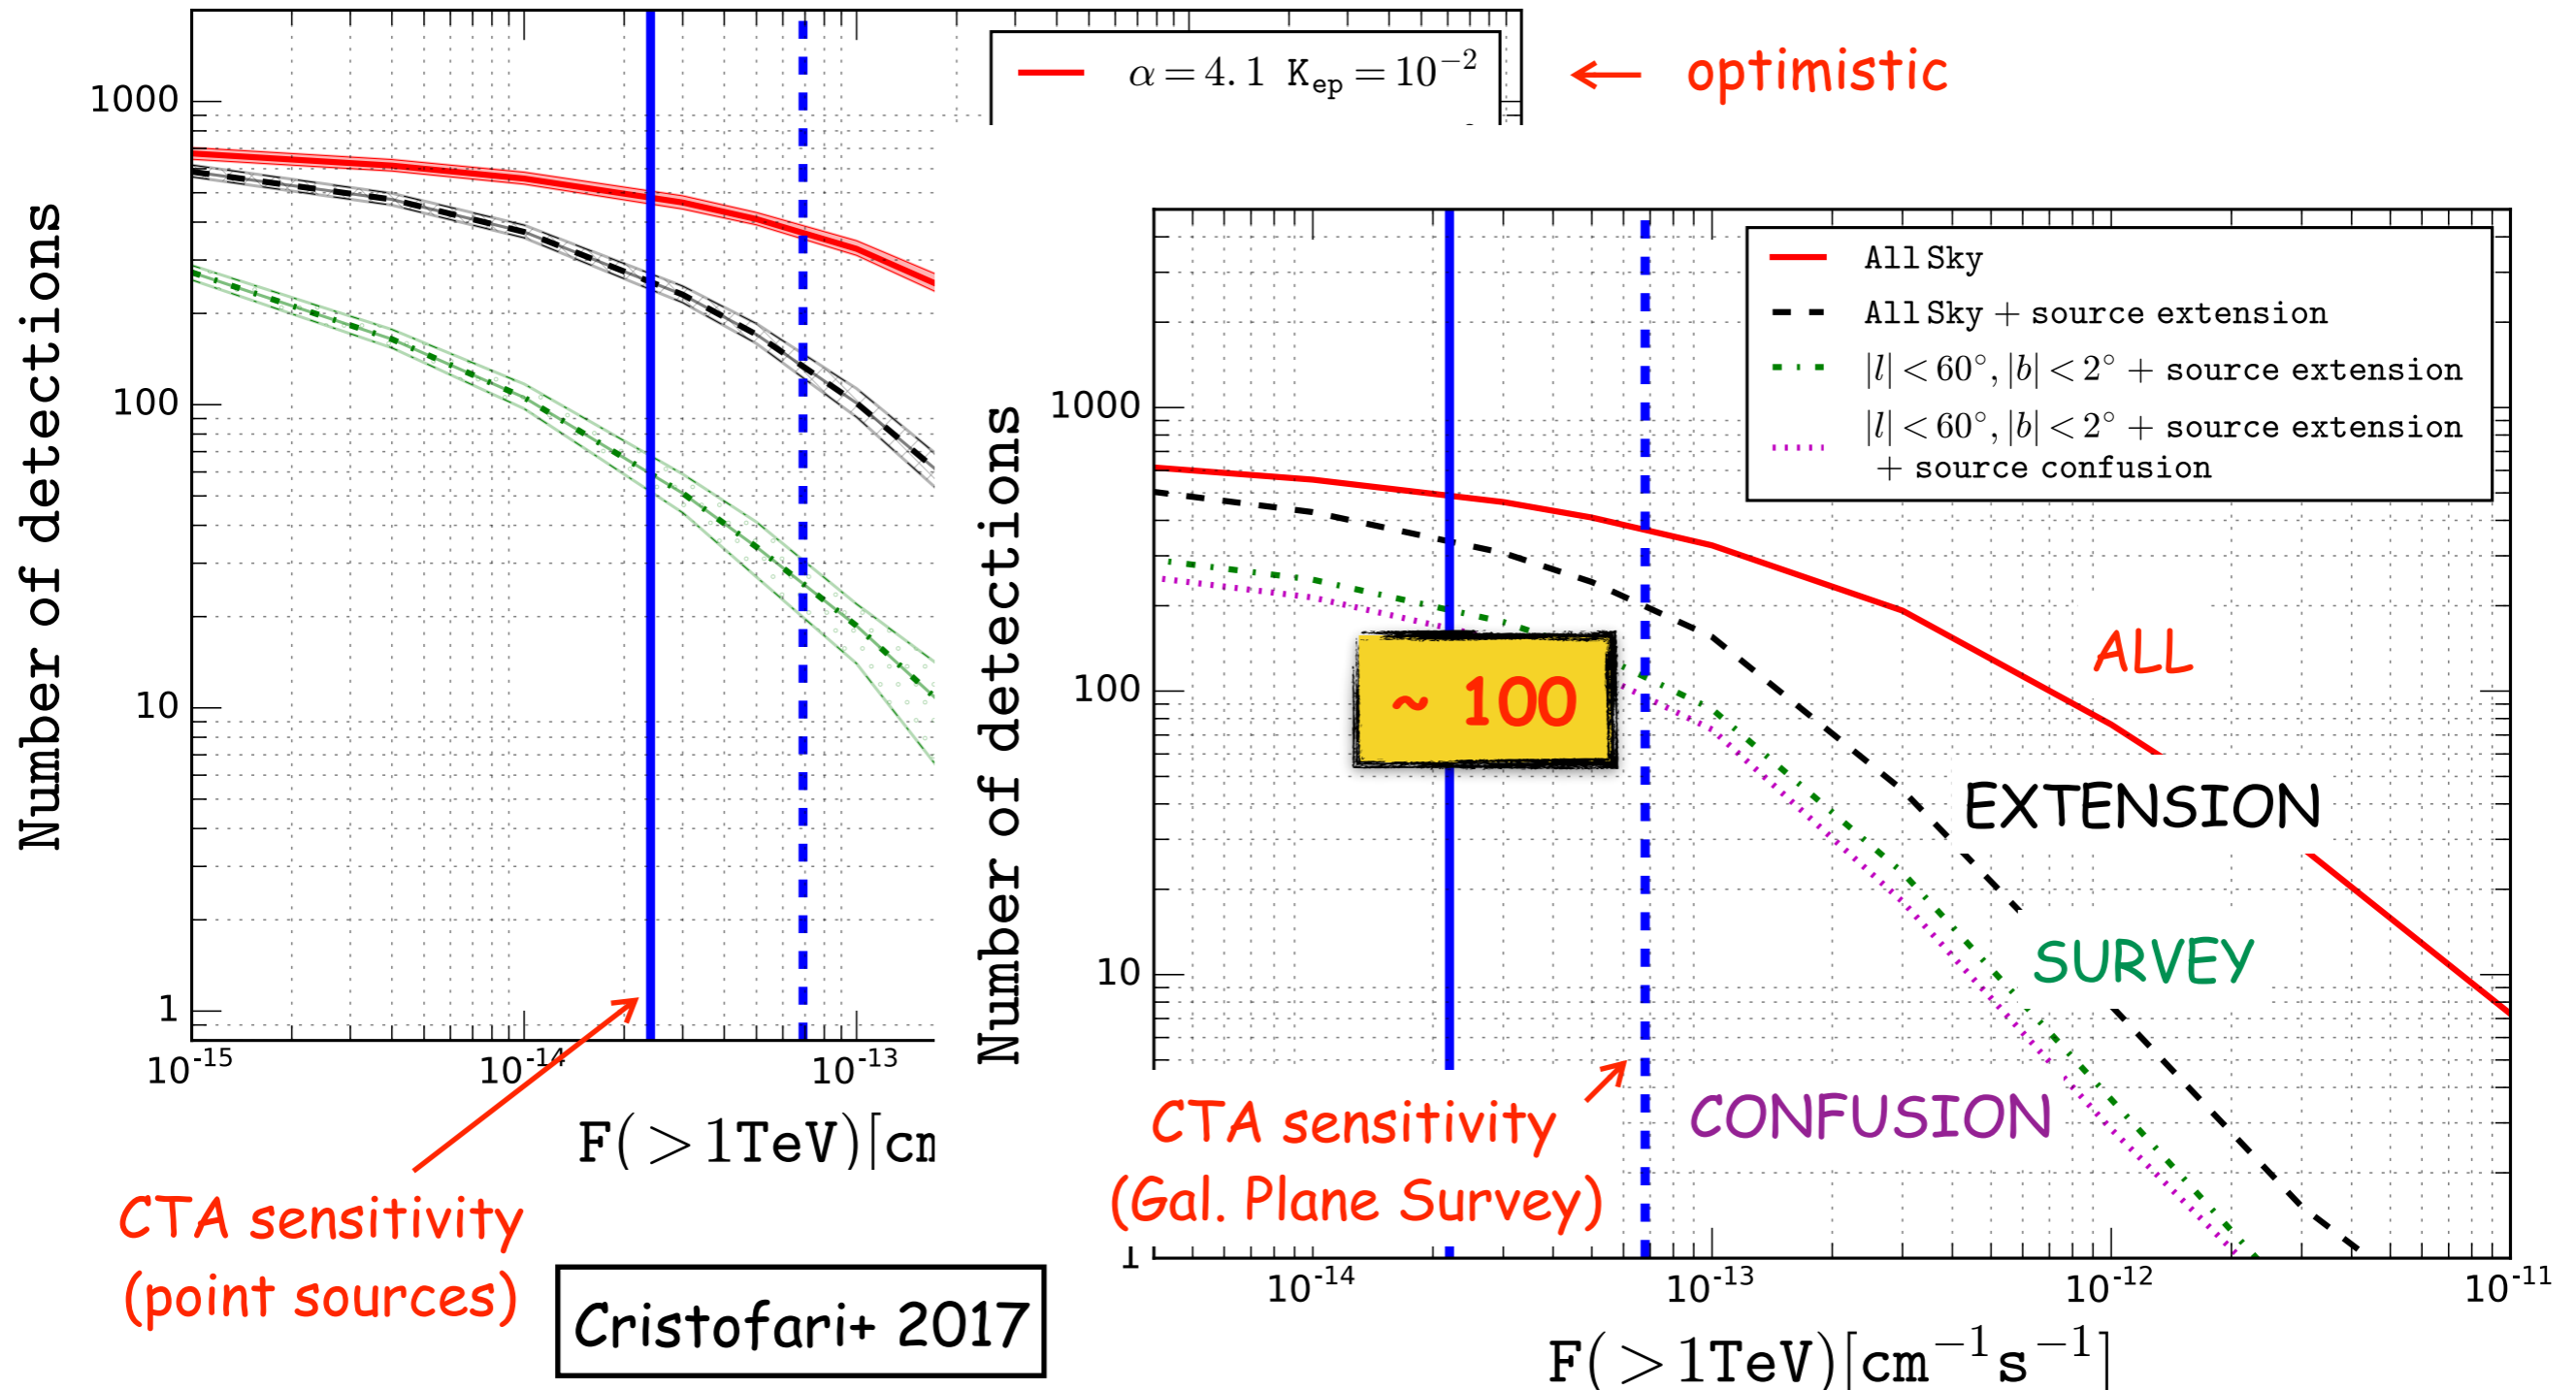 α = 4.1 K_ep = 10^-2
← optimistic
1000
100
10
1
Number of detections
10^-15
10^-14
10^-13
F(>1TeV)[cm
CTA sensitivity
(point sources)
Cristofari+ 2017
All Sky
All Sky + source extension
|l| < 60°, |b| < 2° + source extension
|l| < 60°, |b| < 2° + source extension
+ source confusion
1000
100
10
1
Number of detections
~ 100
ALL
EXTENSION
SURVEY
CONFUSION
CTA sensitivity
(Gal. Plane Survey)
10^-14
10^-13
10^-12
10^-11
F(>1TeV)[cm^-1 s^-1]